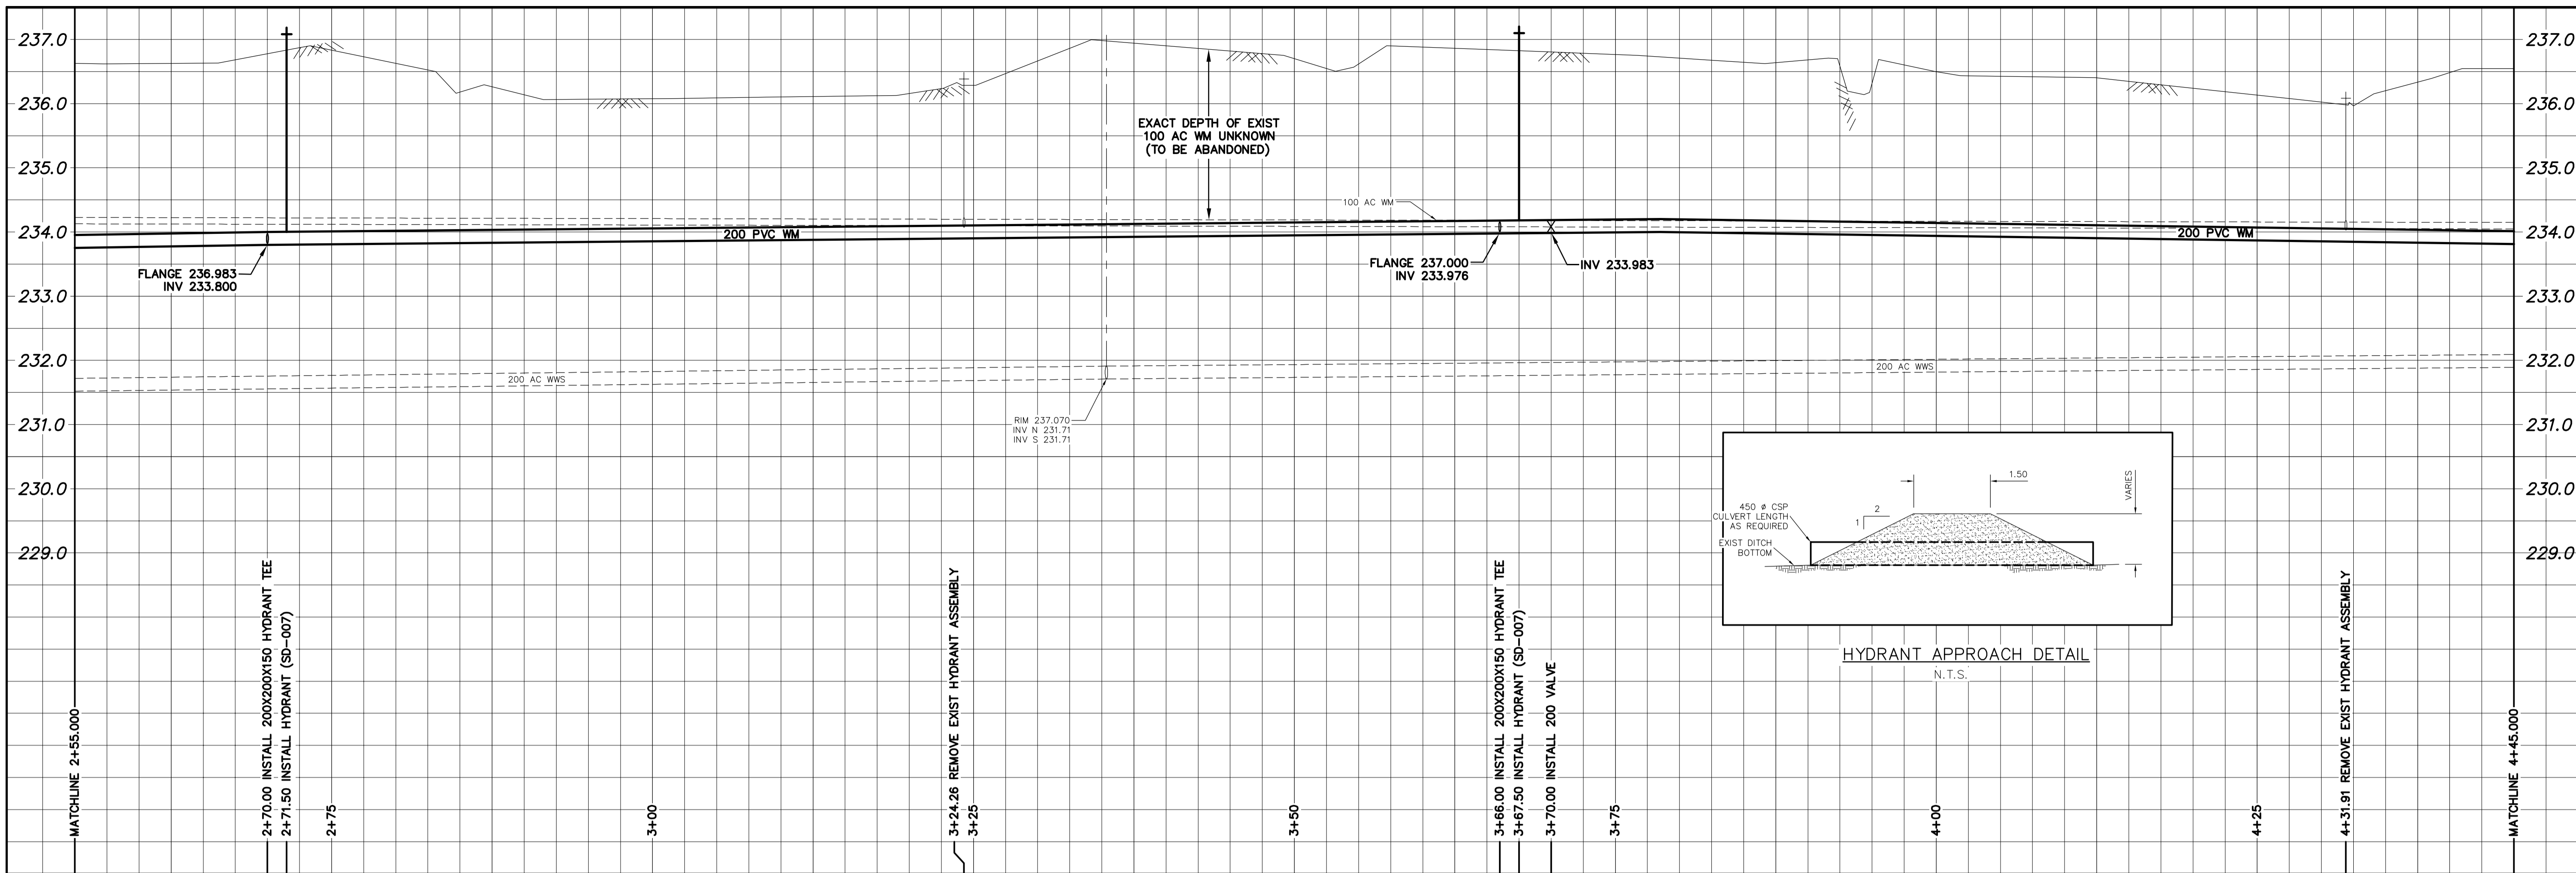 237.0
236.0
235.0
234.0
233.0
232.0
231.0
230.0
229.0
EXACT DEPTH OF EXIST
100 AC WM UNKNOWN
(TO BE ABANDONED)
100 AC WM
200 PVC WM
200 PVC WM
FLANGE 236.983
INV 233.800
FLANGE 237.000
INV 233.976
INV 233.983
200 AC WWS
200 AC WWS
RIM 237.070
INV N 231.71
INV S 231.71
1.50
VARIES
2
1
450 ø CSP
CULVERT LENGTH
AS REQUIRED
EXIST DITCH
BOTTOM
HYDRANT APPROACH DETAIL
N.T.S.
MATCHLINE 2+55.000
2+70.00 INSTALL 200X200X150 HYDRANT TEE
2+71.50 INSTALL HYDRANT (SD-007)
2+75
3+00
3+24.26 REMOVE EXIST HYDRANT ASSEMBLY
3+25
3+50
3+66.00 INSTALL 200X200X150 HYDRANT TEE
3+67.50 INSTALL HYDRANT (SD-007)
3+70.00 INSTALL 200 VALVE
3+75
4+00
4+25
4+31.91 REMOVE EXIST HYDRANT ASSEMBLY
MATCHLINE 4+45.000
237.0
236.0
235.0
234.0
233.0
232.0
231.0
230.0
229.0